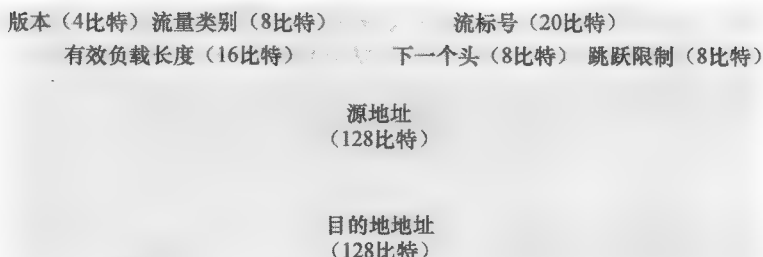 版本（4比特）流量类别（8比特） 流标号（20比特）
有效负载长度（16比特） 下一个头（8比特） 跳跃限制（8比特）
源地址
（128比特）
目的地地址
（128比特）